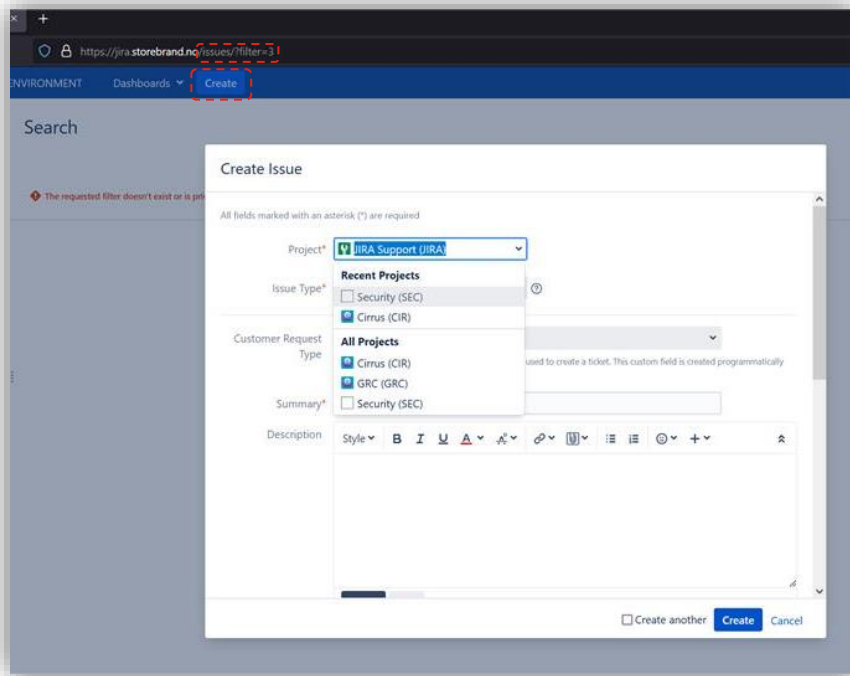 https://jira.storebrand.no/issues/?filter=3
ENVIRONMENT Dashboards Create
Search
The requested filter doesn't exist or is pri
Create Issue
All fields marked with an asterisk (*) are required
Project* JIRA Support (JIRA)
Recent Projects
Issue Type* Security (SEC)
Cirrus (CIR)
Customer Request Type
All Projects
Cirrus (CIR)
used to create a ticket. This custom field is created programmatically
GRC (GRC)
Summary* Security (SEC)
Description Style B I U A
Create another Create Cancel